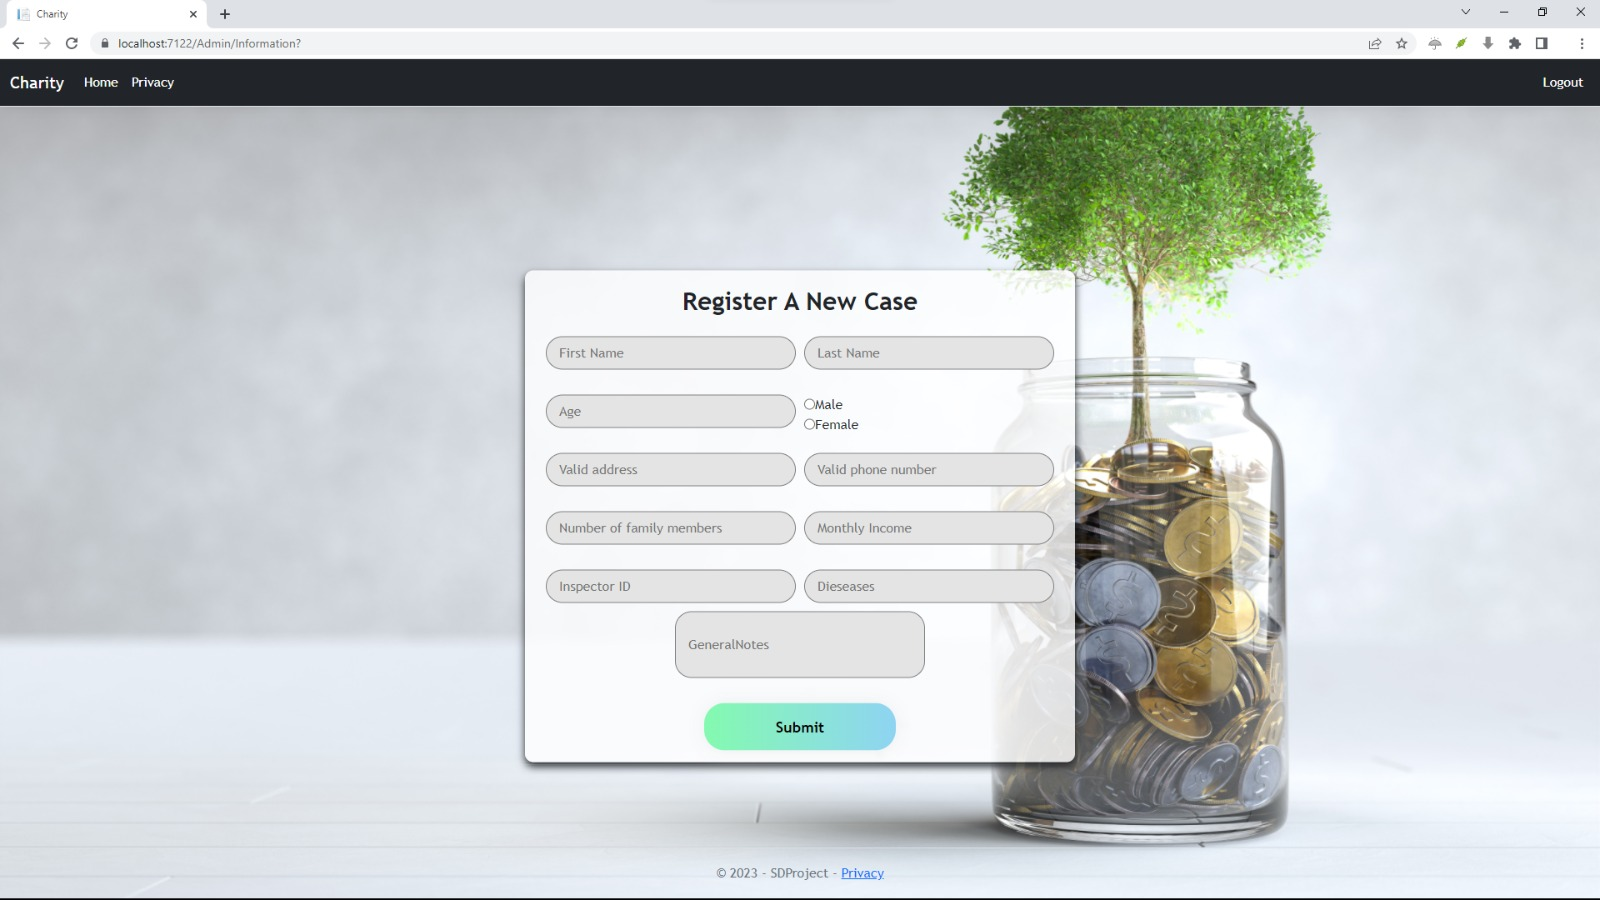 Charity
localhost:7122/Admin/Information?
Charity Home Privacy Logout
Register A New Case
First Name Last Name
Age Male
Female
Valid address Valid phone number
Number of family members Monthly Income
Inspector ID Dieseases
GeneralNotes
Submit
© 2023 - SDProject - Privacy